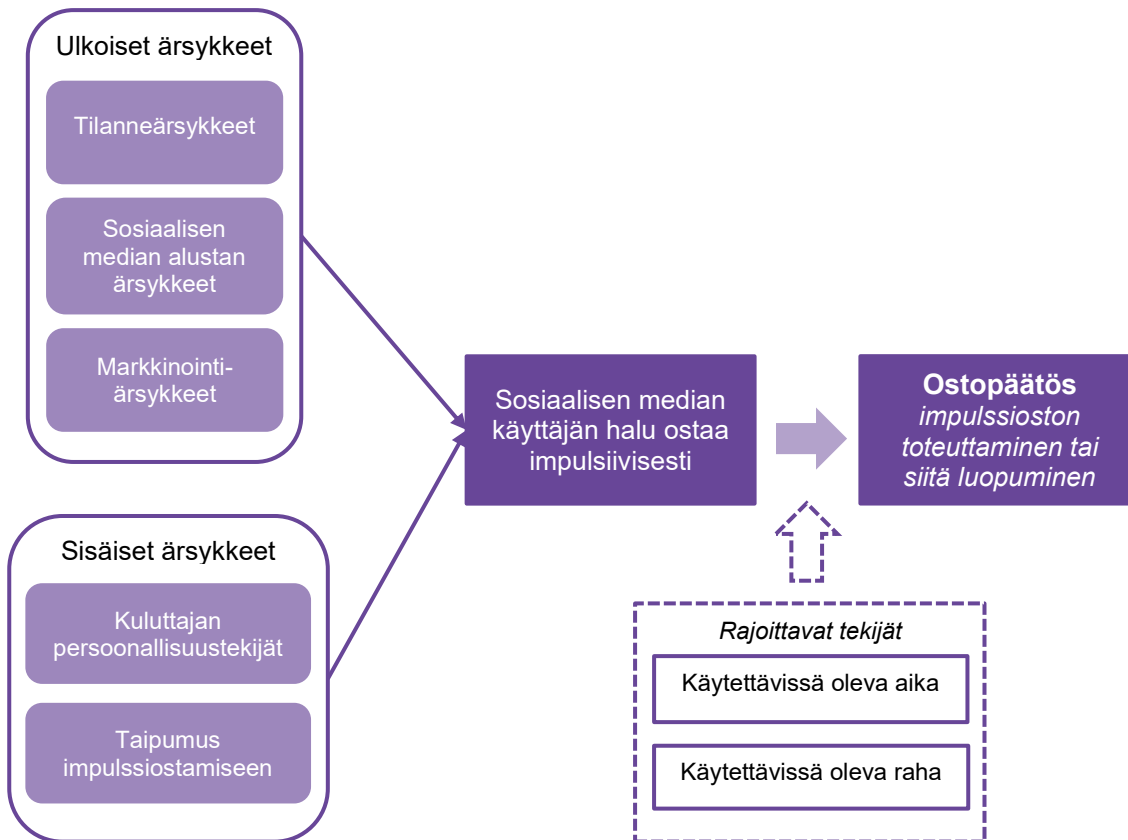 Ulkoiset ärsykkeet
Tilanneärsykkeet
Sosiaalisen
median alustan
ärsykkeet
Markkinointi-
ärsykkeet
Sisäiset ärsykkeet
Kuluttajan
persoonallisuustekijät
Taipumus
impulssiostamiseen
Sosiaalisen median
käyttäjän halu ostaa
impulsiivisesti
Ostopäätös
impulssioston
toteuttaminen tai
siitä luopuminen
Rajoittavat tekijät
Käytettävissä oleva aika
Käytettävissä oleva raha